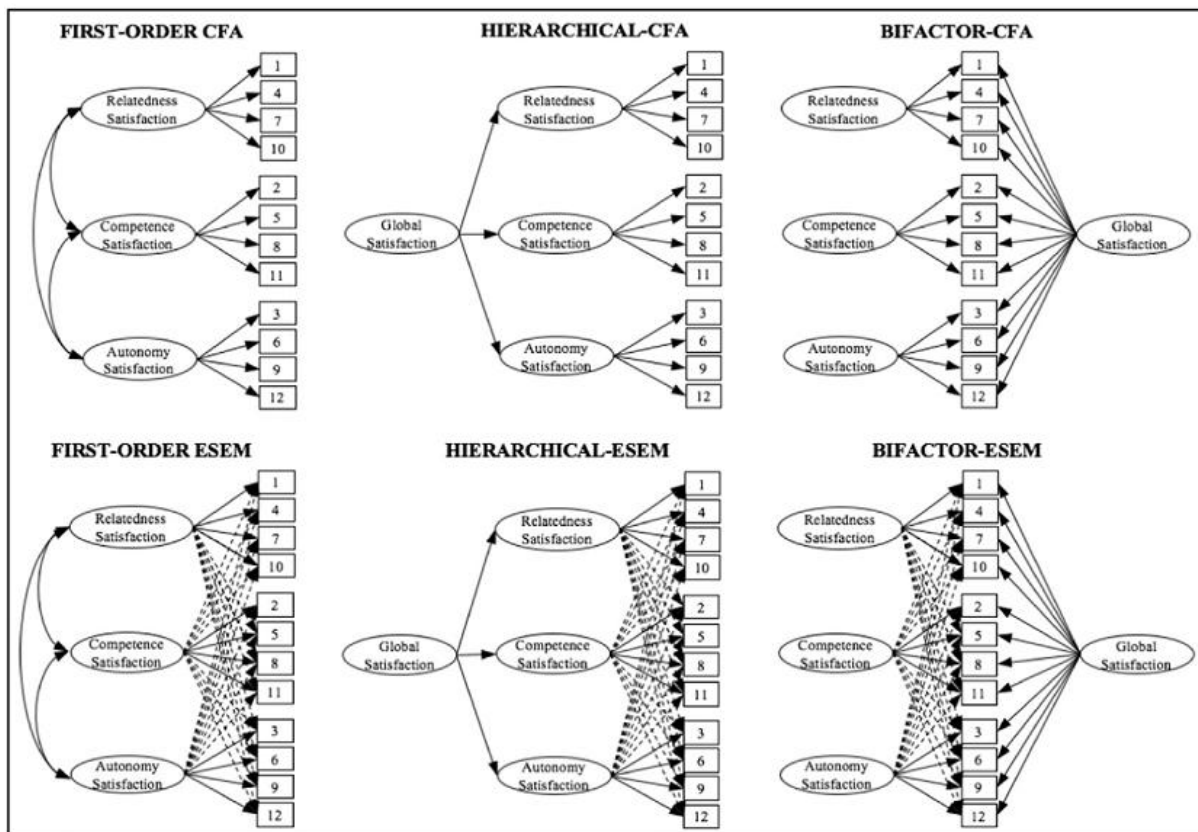 FIRST-ORDER CFA
Relatedness
Satisfaction
1
4
7
10
Competence
Satisfaction
2
5
8
11
Autonomy
Satisfaction
3
6
9
12
HIERARCHICAL-CFA
Global
Satisfaction
Relatedness
Satisfaction
1
4
7
10
Competence
Satisfaction
2
5
8
11
Autonomy
Satisfaction
3
6
9
12
BIFACTOR-CFA
Relatedness
Satisfaction
1
4
7
10
Competence
Satisfaction
2
5
8
11
Autonomy
Satisfaction
3
6
9
12
Global
Satisfaction
FIRST-ORDER ESEM
Relatedness
Satisfaction
1
4
7
10
Competence
Satisfaction
2
5
8
11
Autonomy
Satisfaction
3
6
9
12
HIERARCHICAL-ESEM
Global
Satisfaction
Relatedness
Satisfaction
1
4
7
10
Competence
Satisfaction
2
5
8
11
Autonomy
Satisfaction
3
6
9
12
BIFACTOR-ESEM
Relatedness
Satisfaction
1
4
7
10
Competence
Satisfaction
2
5
8
11
Autonomy
Satisfaction
3
6
9
12
Global
Satisfaction